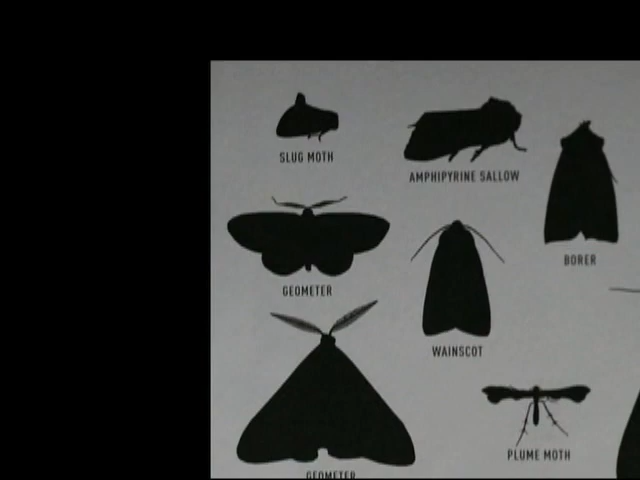 SLUG MOTH
AMPHIPYRINE SALLOW
BORER
GEOMETER
WAINSCOT
PLUME MOTH
GEOMETER